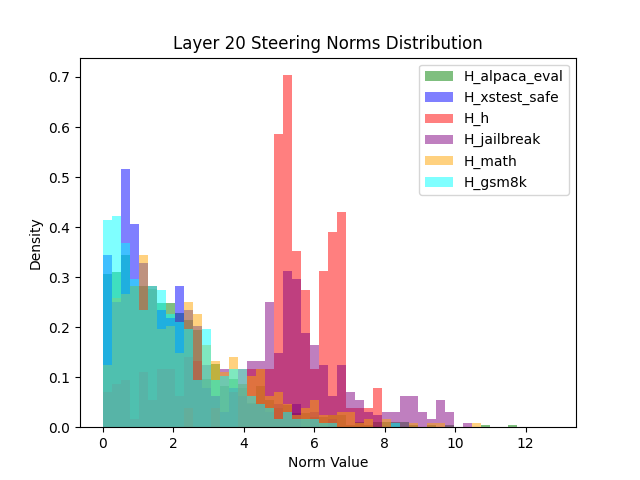 Layer 20 Steering Norms Distribution
H_alpaca_eval
H_xstest_safe
H_h
H_jailbreak
H_math
H_gsm8k
Density
0.7
0.6
0.5
0.4
0.3
0.2
0.1
0.0
0 2 4 6 8 10 12
Norm Value